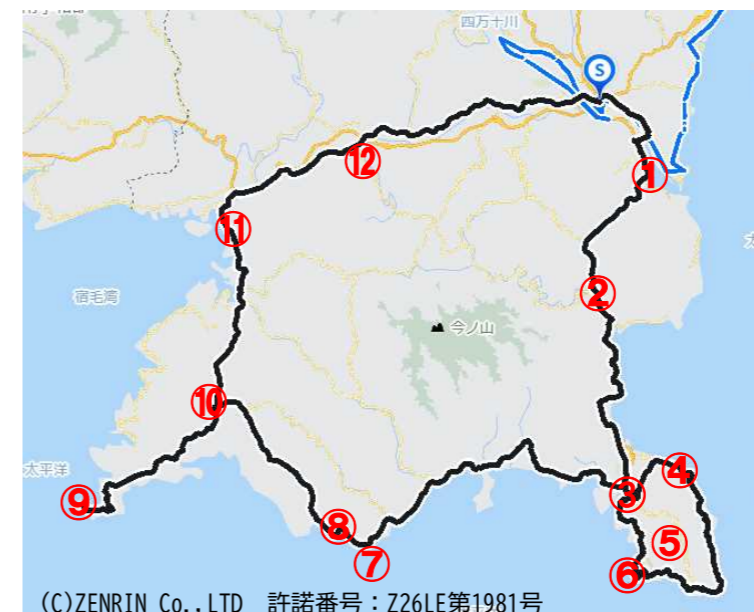 四万十川
S
①
⑫
⑪
②
宿毛湾
今ノ山
⑩
太平洋
④
③
⑨
⑧
⑤
⑦
⑥
(C)ZENRIN Co.,LTD 許諾番号：Z26LE第1981号